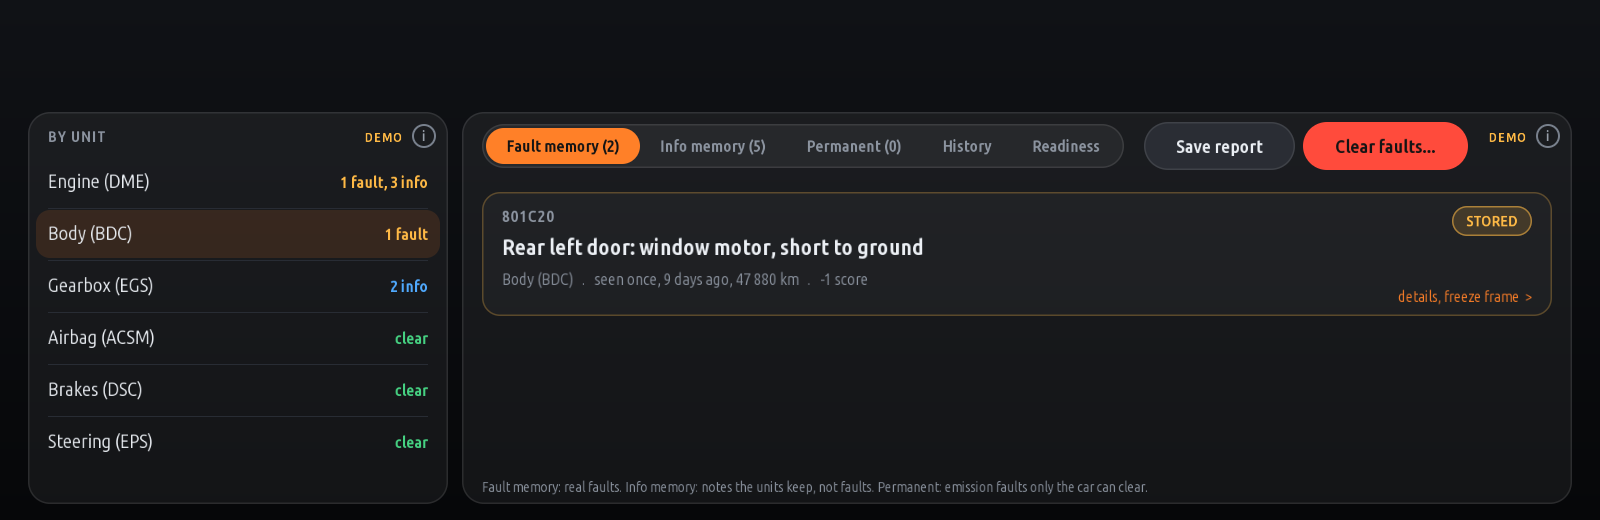 BY UNIT DEMO i
Engine (DME) 1 fault, 3 info
Body (BDC) 1 fault
Gearbox (EGS) 2 info
Airbag (ACSM) clear
Brakes (DSC) clear
Steering (EPS) clear
Fault memory (2) Info memory (5) Permanent (0) History Readiness Save report Clear faults... DEMO i
801C20 STORED
Rear left door: window motor, short to ground
Body (BDC) . seen once, 9 days ago, 47 880 km . -1 score
details, freeze frame >
Fault memory: real faults. Info memory: notes the units keep, not faults. Permanent: emission faults only the car can clear.